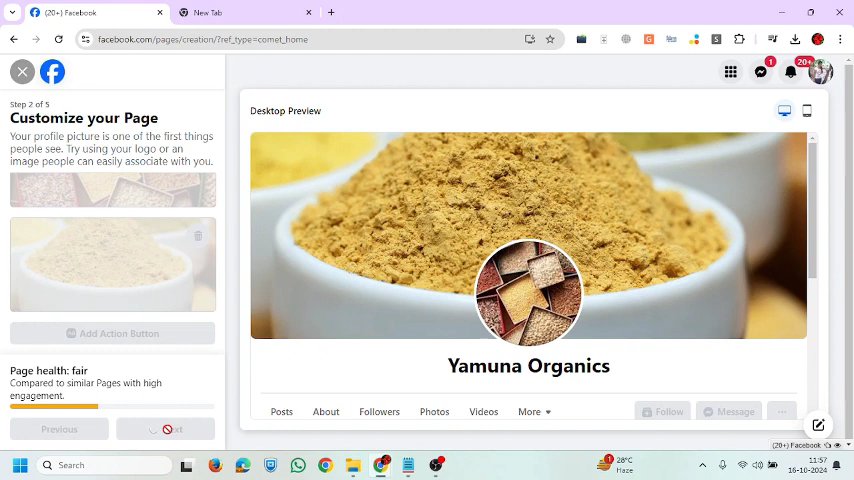 (20+) Facebook
New Tab
facebook.com/pages/creation/?ref_type=comet_home
1
20+
Step 2 of 5
Customize your Page
Your profile picture is one of the first things
people see. Try using your logo or an
image people can easily associate with you.
Add Action Button
Page health: fair
Compared to similar Pages with high
engagement.
Previous
Desktop Preview
Yamuna Organics
Posts
About
Followers
Photos
Videos
More
Follow
Message
(20+) Facebook
Search
1
28°C
Haze
11:57
16-10-2024